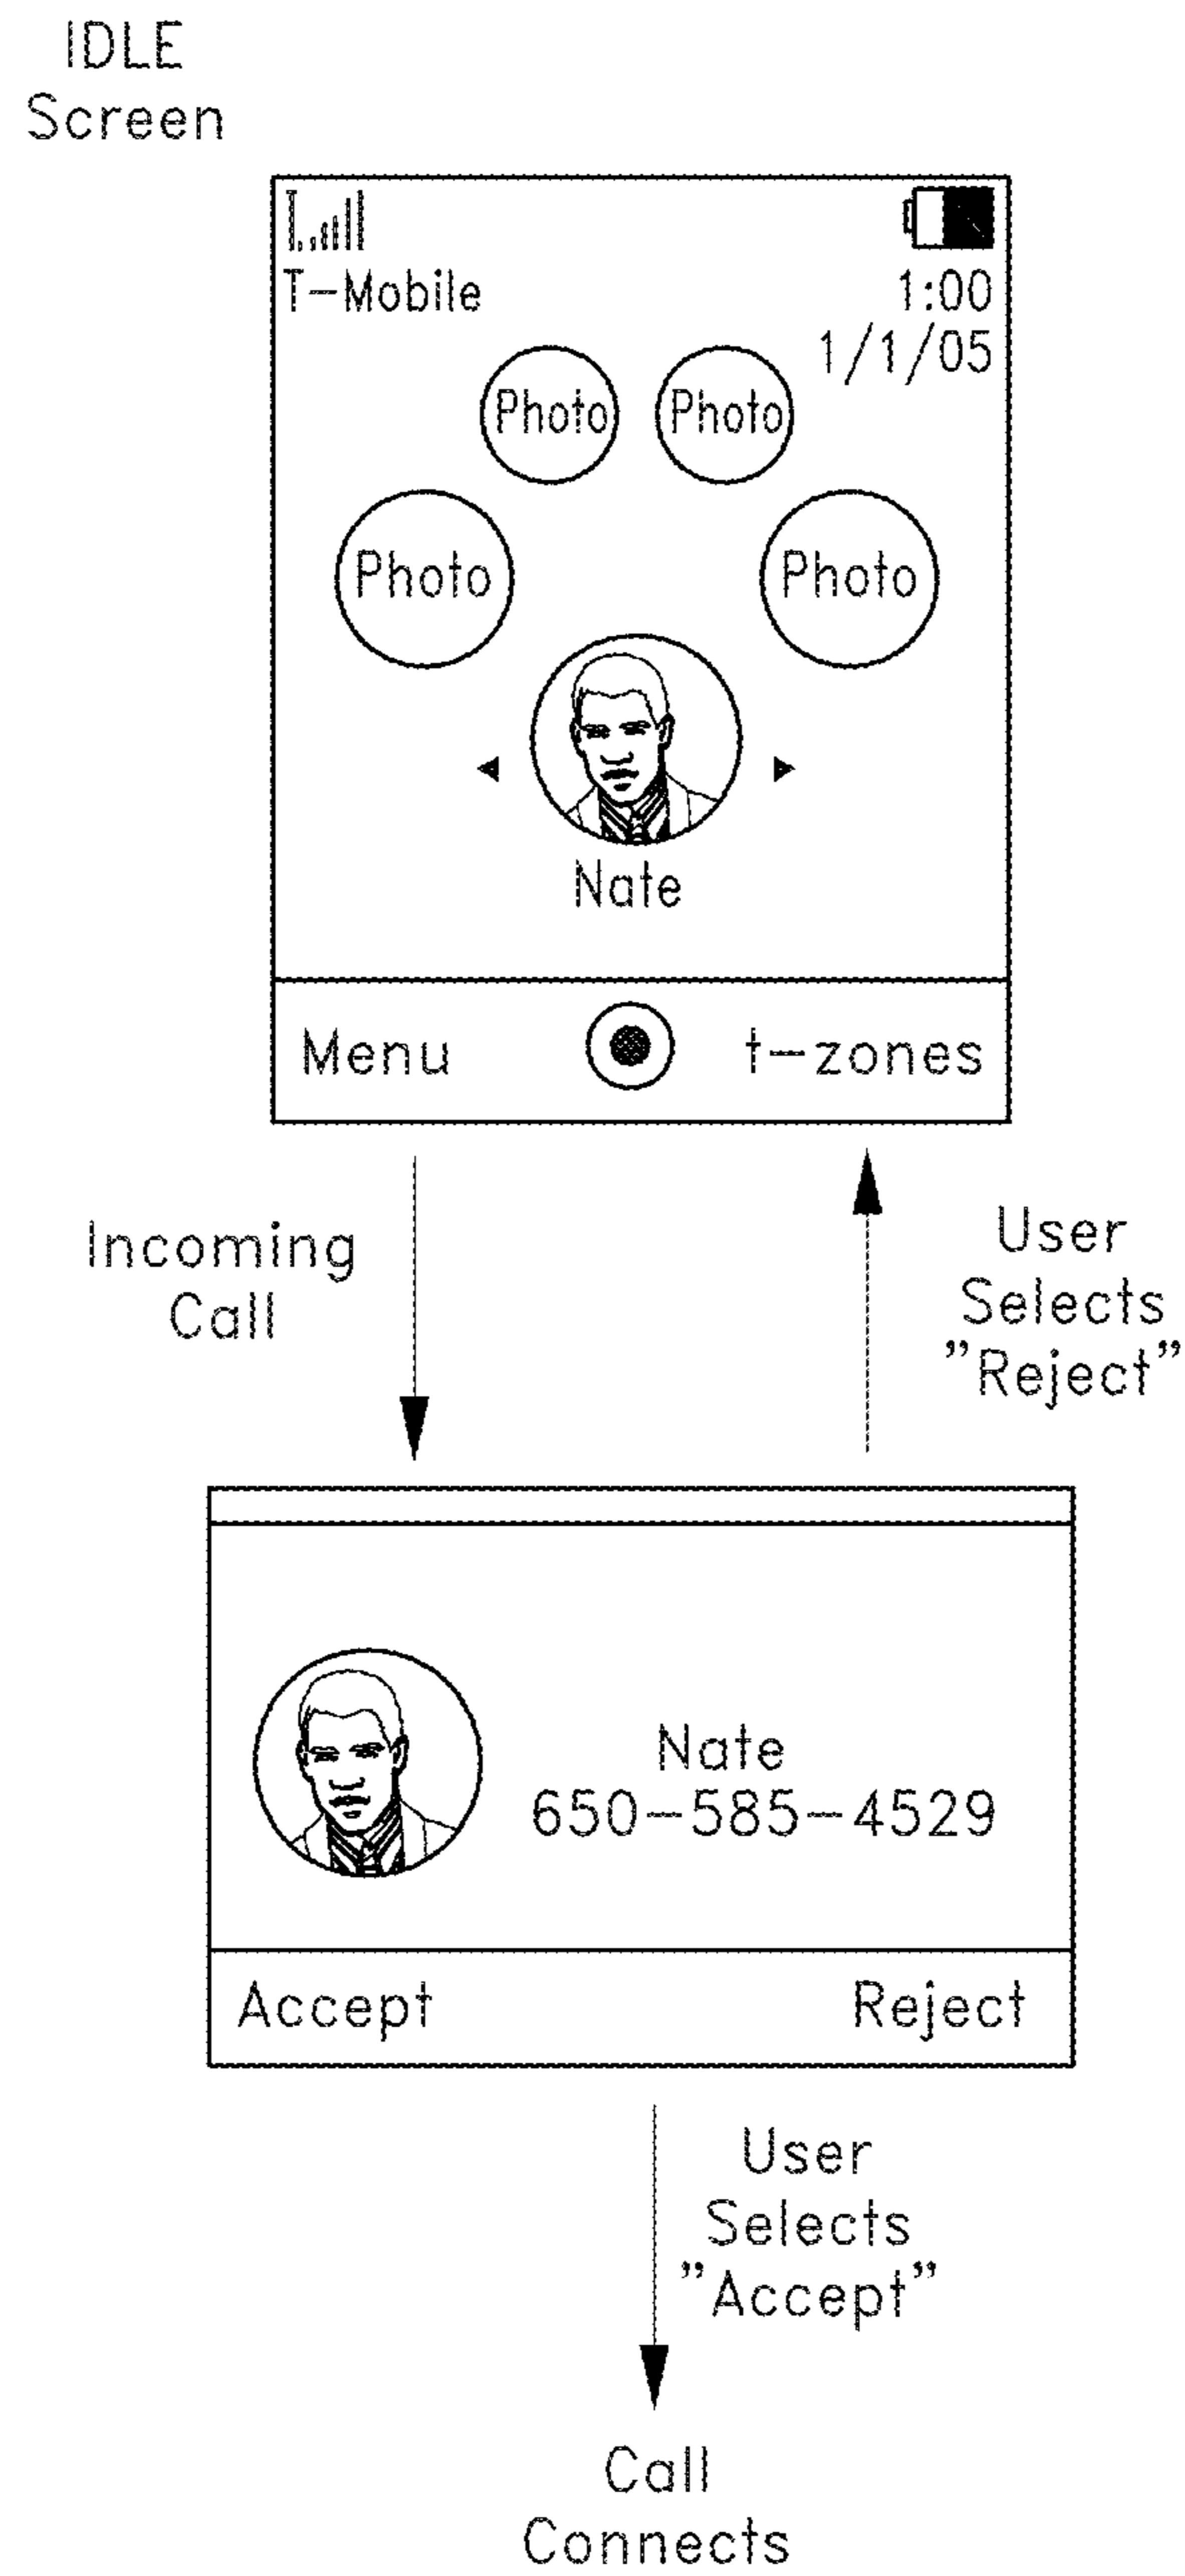 IDLE
Screen
T-Mobile
1:00
1/1/05
Photo Photo
Photo Photo
Nate
Menu t-zones
Incoming
Call
User
Selects
"Reject"
Nate
650-585-4529
Accept Reject
User
Selects
"Accept"
Call
Connects